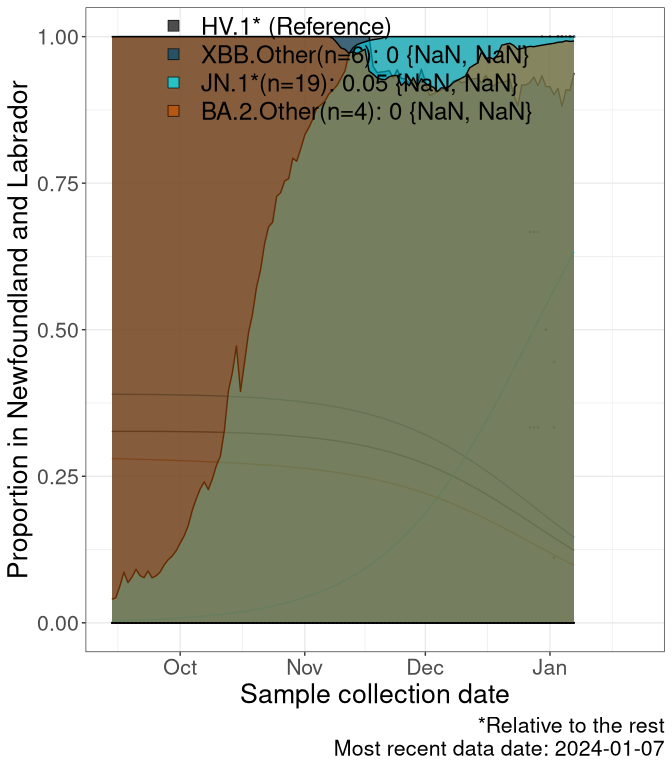 HV.1* (Reference)
XBB.Other(n=6): 0 {NaN, NaN}
JN.1*(n=19): 0.05 {NaN, NaN}
BA.2.Other(n=4): 0 {NaN, NaN}
Proportion in Newfoundland and Labrador
1.00
0.75
0.50
0.25
0.00
Oct
Nov
Dec
Jan
Sample collection date
*Relative to the rest
Most recent data date: 2024-01-07